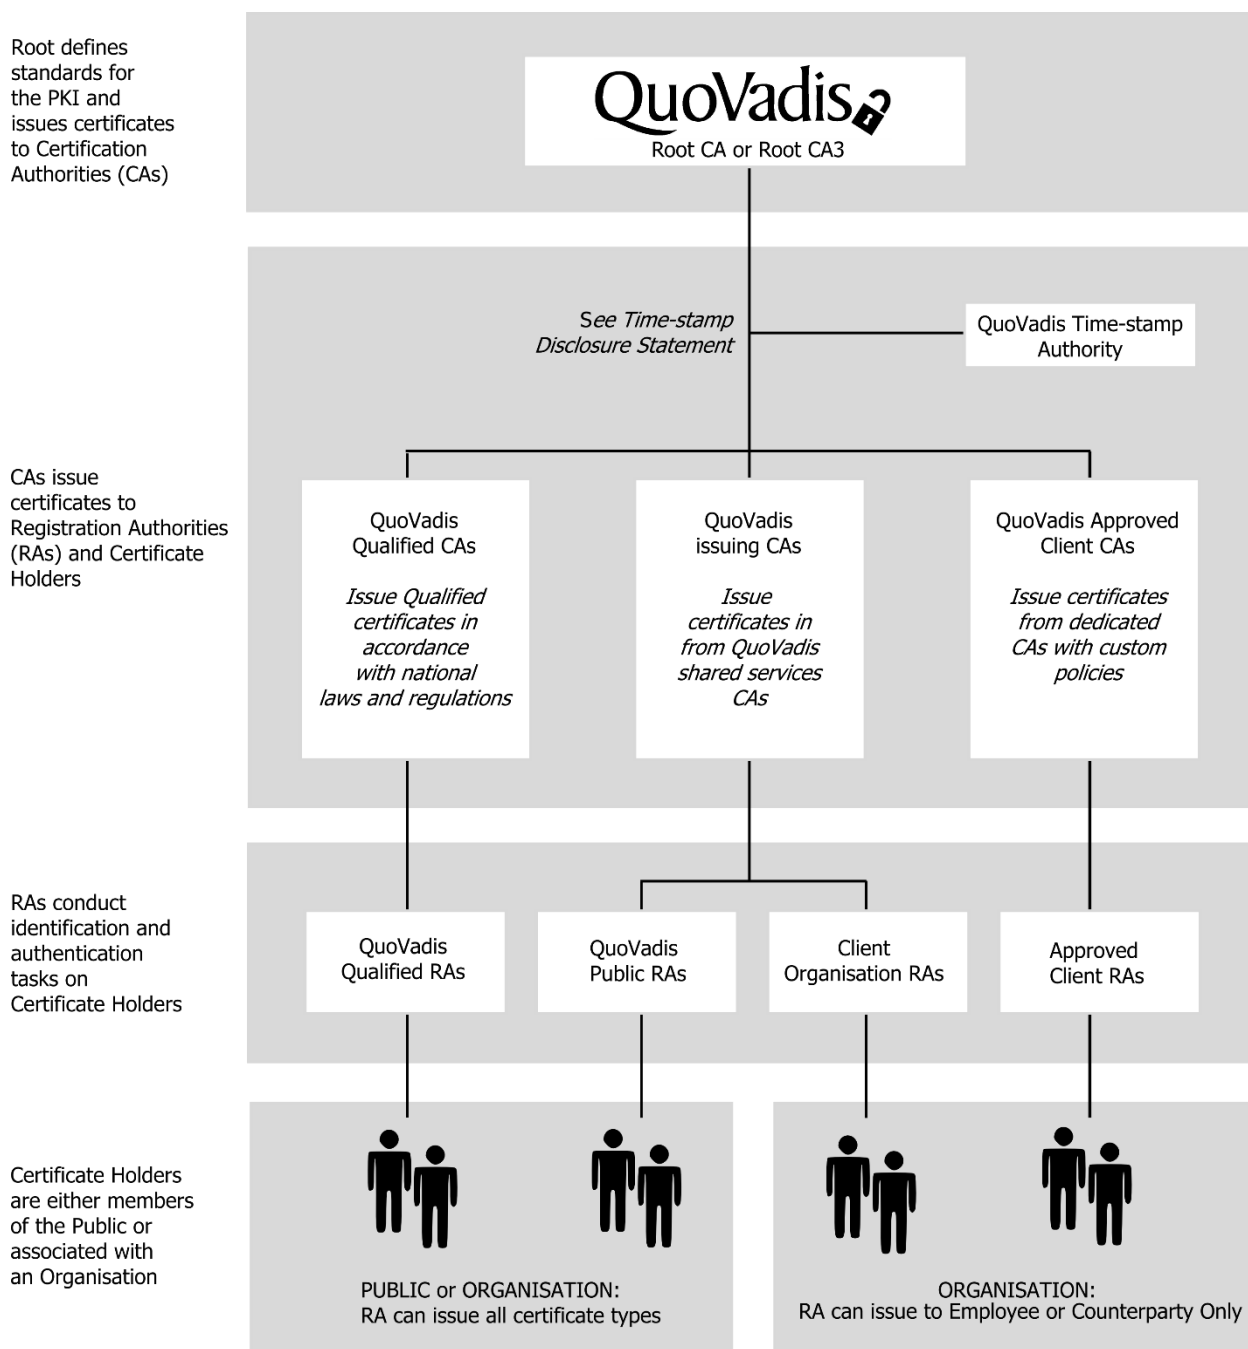 Root defines
standards for
the PKI and
issues certificates
to Certification
Authorities (CAs)
QuoVadis
Root CA or Root CA3
See Time-stamp
Disclosure Statement
QuoVadis Time-stamp
Authority
CAs issue
certificates to
Registration Authorities
(RAs) and Certificate
Holders
QuoVadis
Qualified CAs
Issue Qualified
certificates in
accordance
with national
laws and regulations
QuoVadis
issuing CAs
Issue
certificates in
from QuoVadis
shared services
CAs
QuoVadis Approved
Client CAs
Issue certificates
from dedicated
CAs with custom
policies
RAs conduct
identification and
authentication
tasks on
Certificate Holders
QuoVadis
Qualified RAs
QuoVadis
Public RAs
Client
Organisation RAs
Approved
Client RAs
Certificate Holders
are either members
of the Public or
associated with
an Organisation
PUBLIC or ORGANISATION:
RA can issue all certificate types
ORGANISATION:
RA can issue to Employee or Counterparty Only